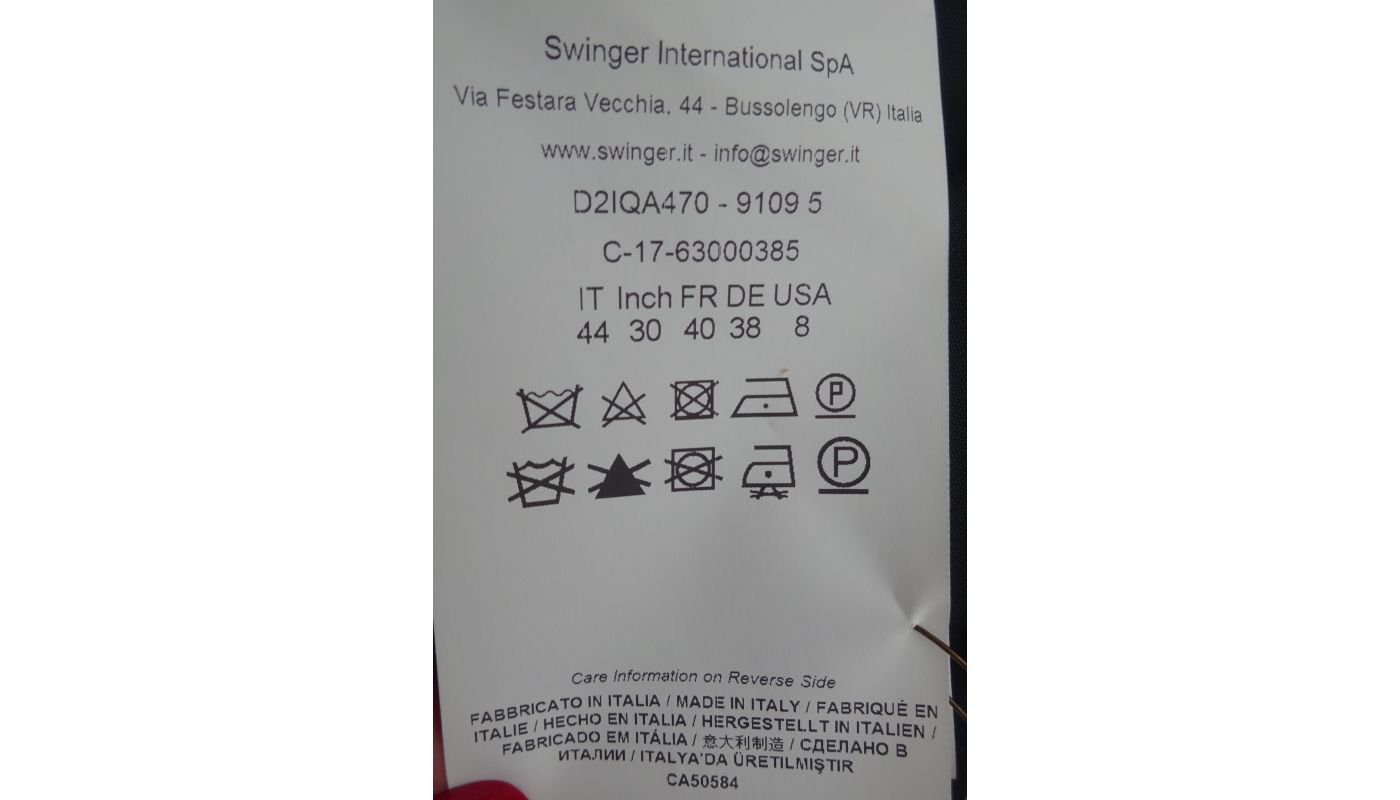 Swinger International SpA
Via Festara Vecchia, 44 - Bussolengo (VR) Italia
www.swinger.it - info@swinger.it
D2IQA470 - 9109 5
C-17-63000385
IT Inch FR DE USA
44 30 40 38 8
P
P
Care Information on Reverse Side
FABBRICATO IN ITALIA / MADE IN ITALY / FABRIQUÉ EN
ITALIE / HECHO EN ITALIA / HERGESTELLT IN ITALIEN /
FABRICADO EM ITÁLIA / 意大利制造 / СДЕЛАНО В
ИТАЛИИ / ITALYA'DA ÜRETILMIŞTIR
CA50584